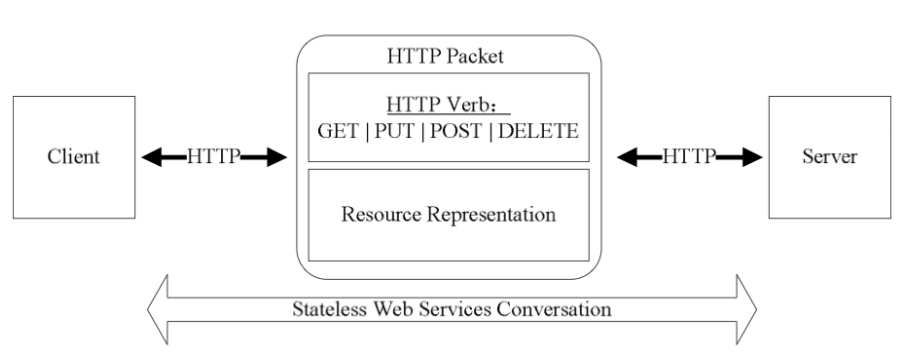 HTTP Packet
HTTP Verb：
GET | PUT | POST | DELETE
Client
HTTP
HTTP
Server
Resource Representation
Stateless Web Services Conversation